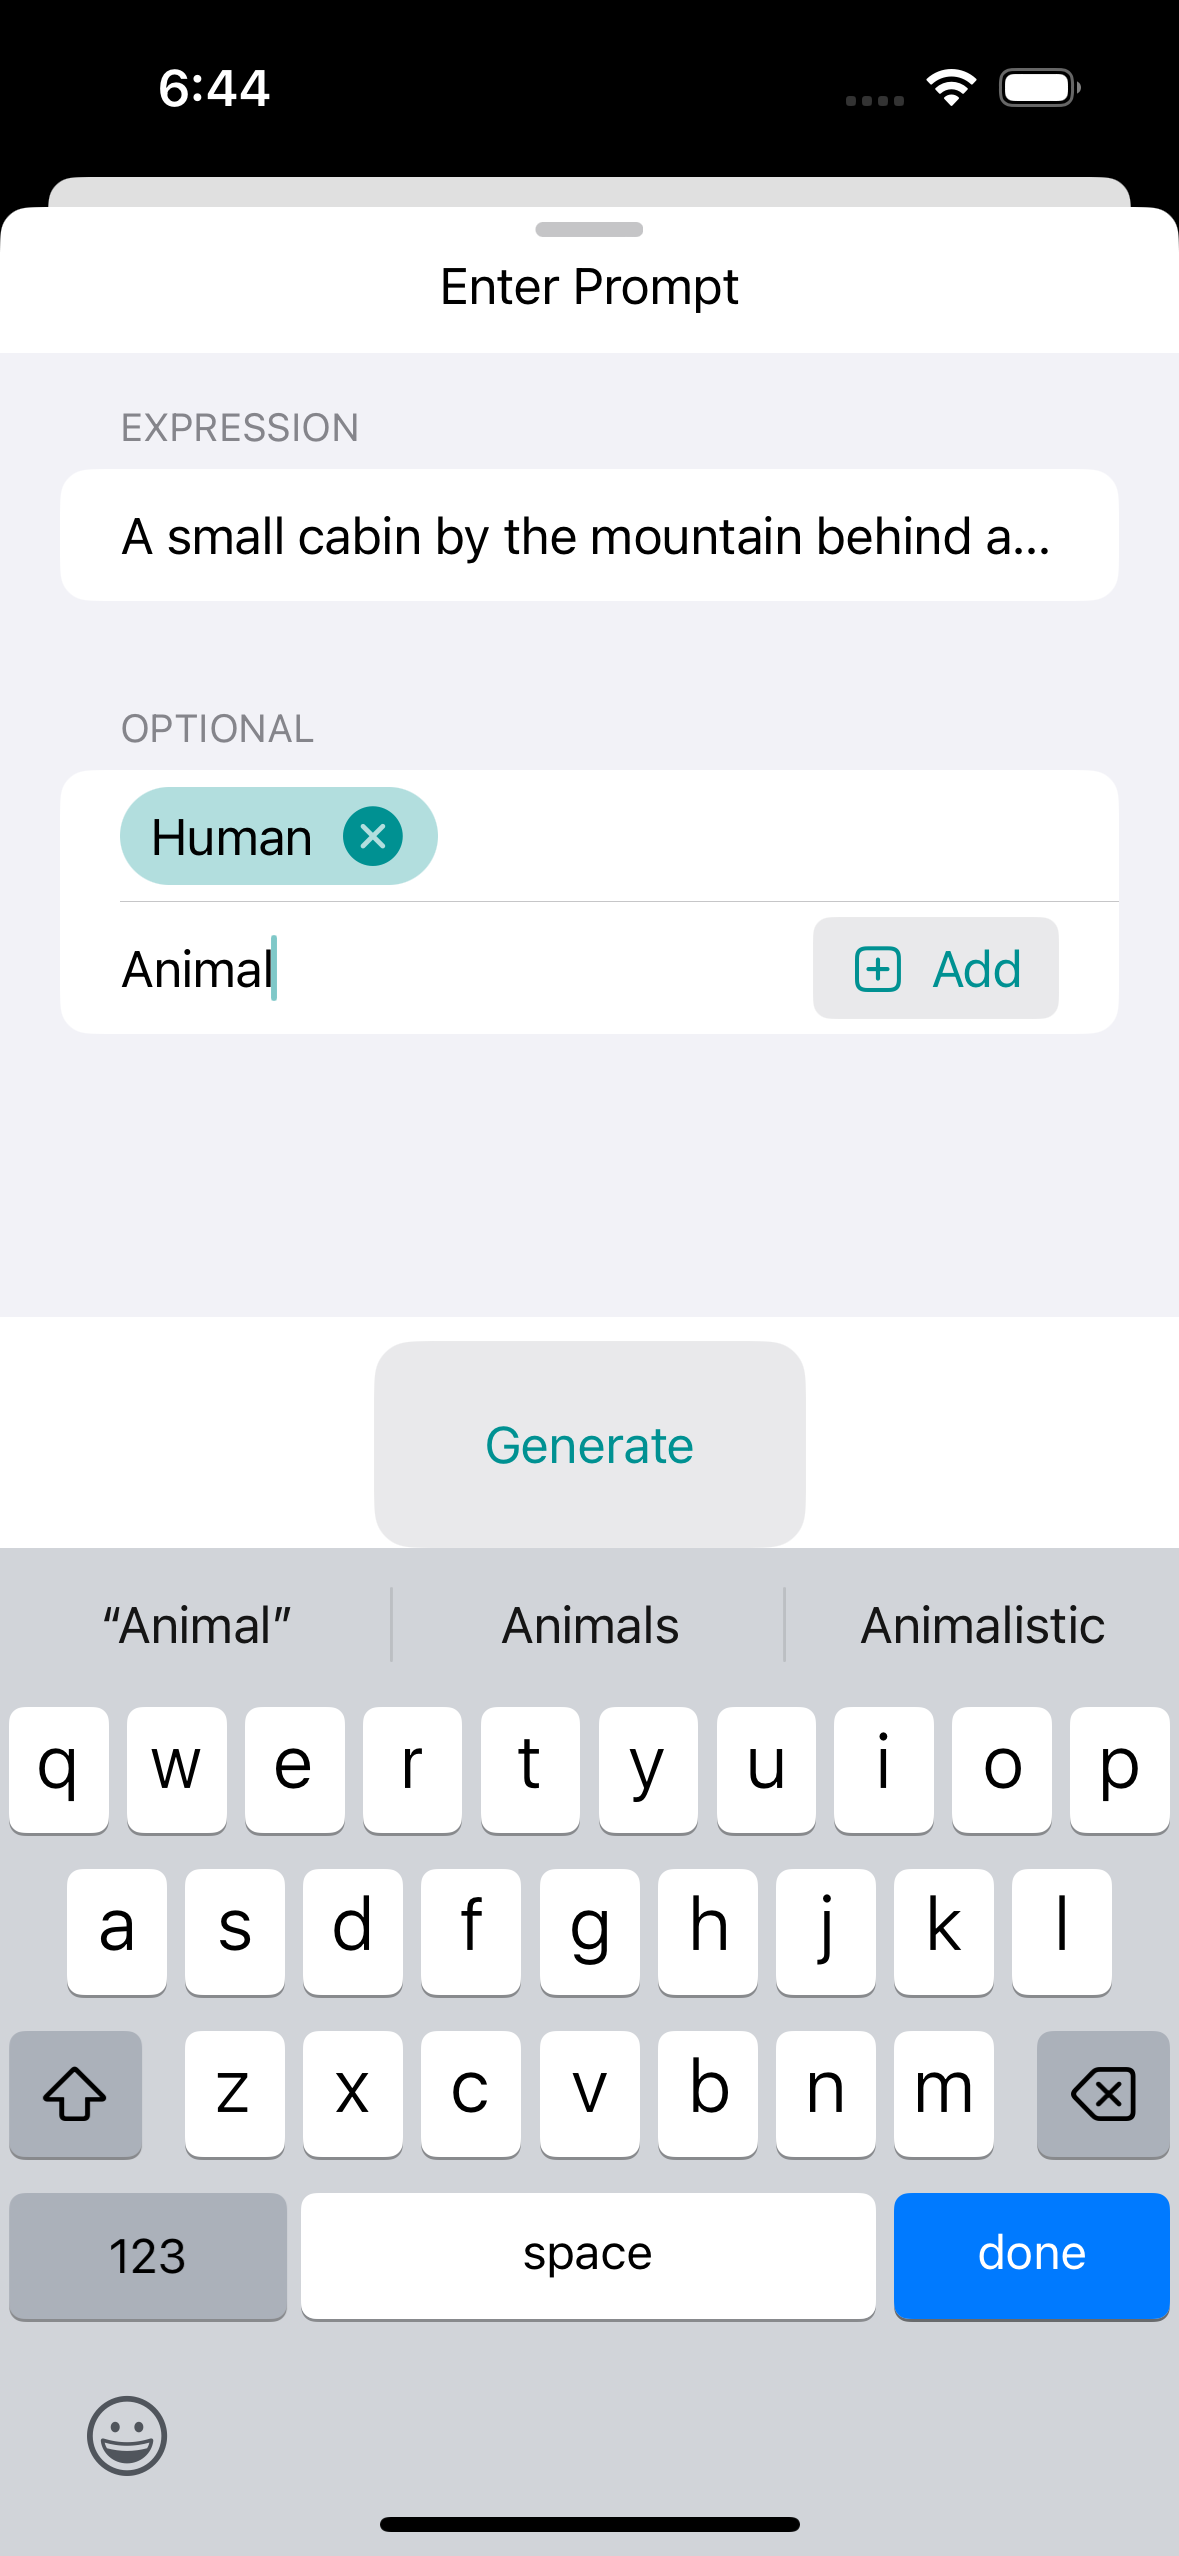 6:44
Enter Prompt
EXPRESSION
A small cabin by the mountain behind a...
OPTIONAL
Human
Animal
Add
Generate
“Animal” Animals Animalistic
q w e r t y u i o p
a s d f g h j k l
z x c v b n m
123 space done